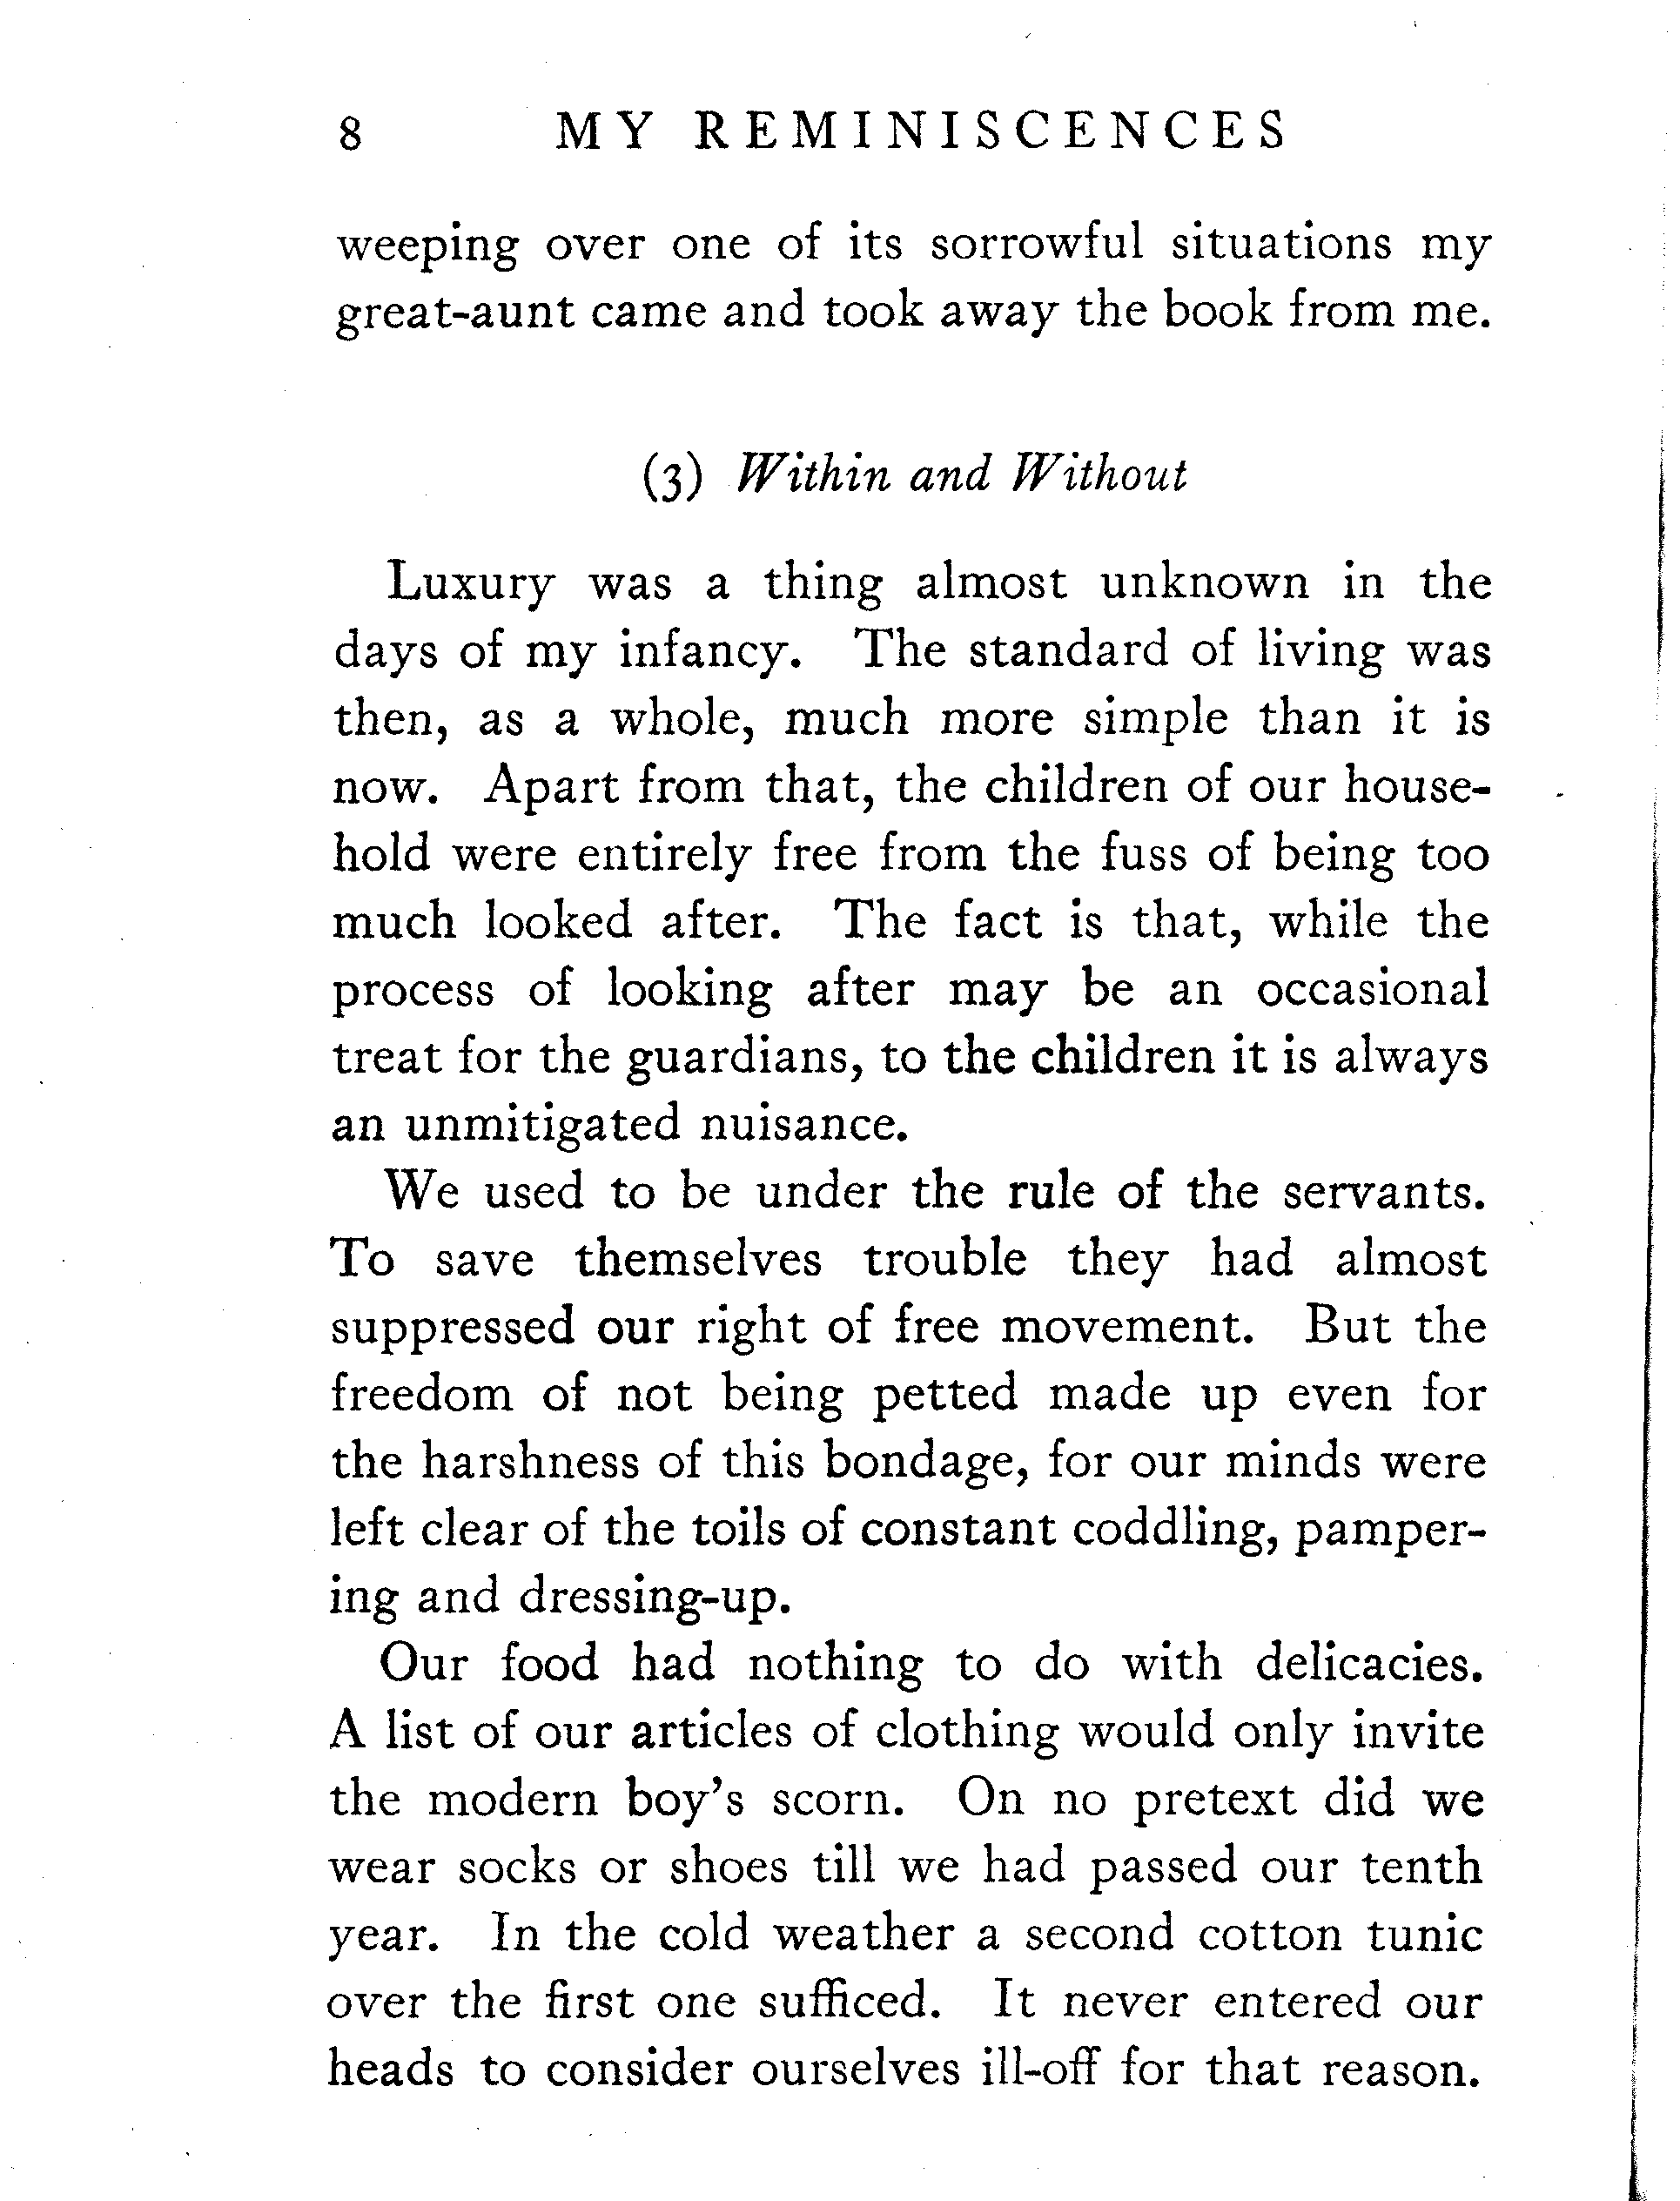 8 MY REMINISCENCES
weeping over one of its sorrowful situations my
great-aunt came and took away the book from me.
(3) Within and Without
Luxury was a thing almost unknown in the
days of my infancy. The standard of living was
then, as a whole, much more simple than it is
now. Apart from that, the children of our house-
hold were entirely free from the fuss of being too
much looked after. The fact is that, while the
process of looking after may be an occasional
treat for the guardians, to the children it is always
an unmitigated nuisance.
We used to be under the rule of the servants.
To save themselves trouble they had almost
suppressed our right of free movement. But the
freedom of not being petted made up even for
the harshness of this bondage, for our minds were
left clear of the toils of constant coddling, pamper-
ing and dressing-up.
Our food had nothing to do with delicacies.
A list of our articles of clothing would only invite
the modern boy's scorn. On no pretext did we
wear socks or shoes till we had passed our tenth
year. In the cold weather a second cotton tunic
over the first one sufficed. It never entered our
heads to consider ourselves ill-off for that reason.